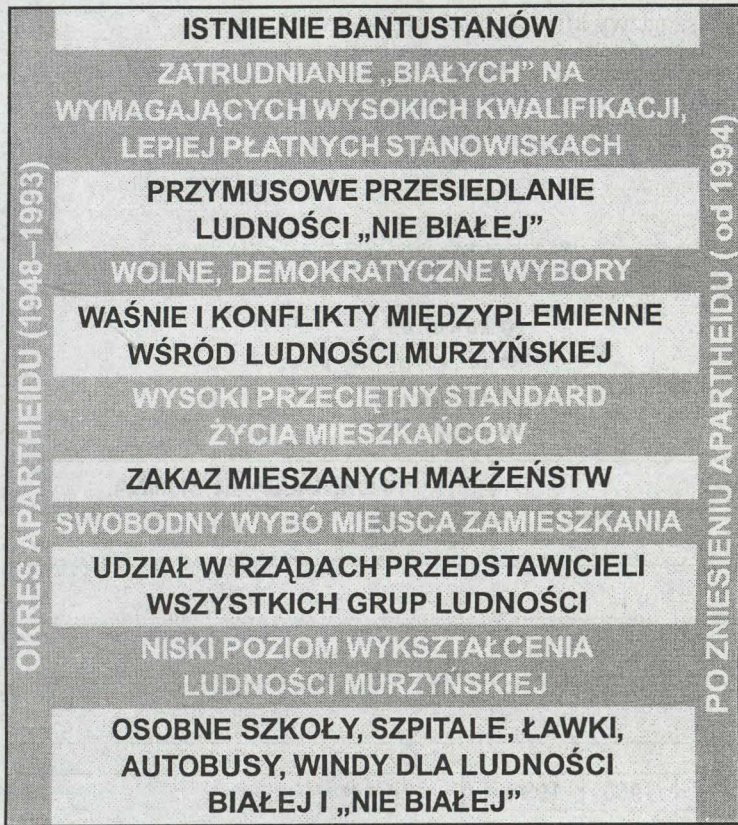 OKRES APARTHEIDU (1948–1993)
ISTNIENIE BANTUSTANÓW
ZATRUDNIANIE „BIAŁYCH” NA
WYMAGAJĄCYCH WYSOKICH KWALIFIKACJI,
LEPIEJ PŁATNYCH STANOWISKACH
PRZYMUSOWE PRZESIEDLANIE
LUDNOŚCI „NIE BIAŁEJ”
WOLNE, DEMOKRATYCZNE WYBORY
WAŚNIE I KONFLIKTY MIĘDZYPLEMIENNE
WŚRÓD LUDNOŚCI MURZYŃSKIEJ
WYSOKI PRZECIĘTNY STANDARD
ŻYCIA MIESZKAŃCÓW
ZAKAZ MIESZANYCH MAŁŻEŃSTW
SWOBODNY WYBÓ MIEJSCA ZAMIESZKANIA
UDZIAŁ W RZĄDACH PRZEDSTAWICIELI
WSZYSTKICH GRUP LUDNOŚCI
NISKI POZIOM WYKSZTAŁCENIA
LUDNOŚCI MURZYŃSKIEJ
OSOBNE SZKOŁY, SZPITALE, ŁAWKI,
AUTOBUSY, WINDY DLA LUDNOŚCI
BIAŁEJ I „NIE BIAŁEJ”
PO ZNIESIENIU APARTHEIDU ( od 1994)